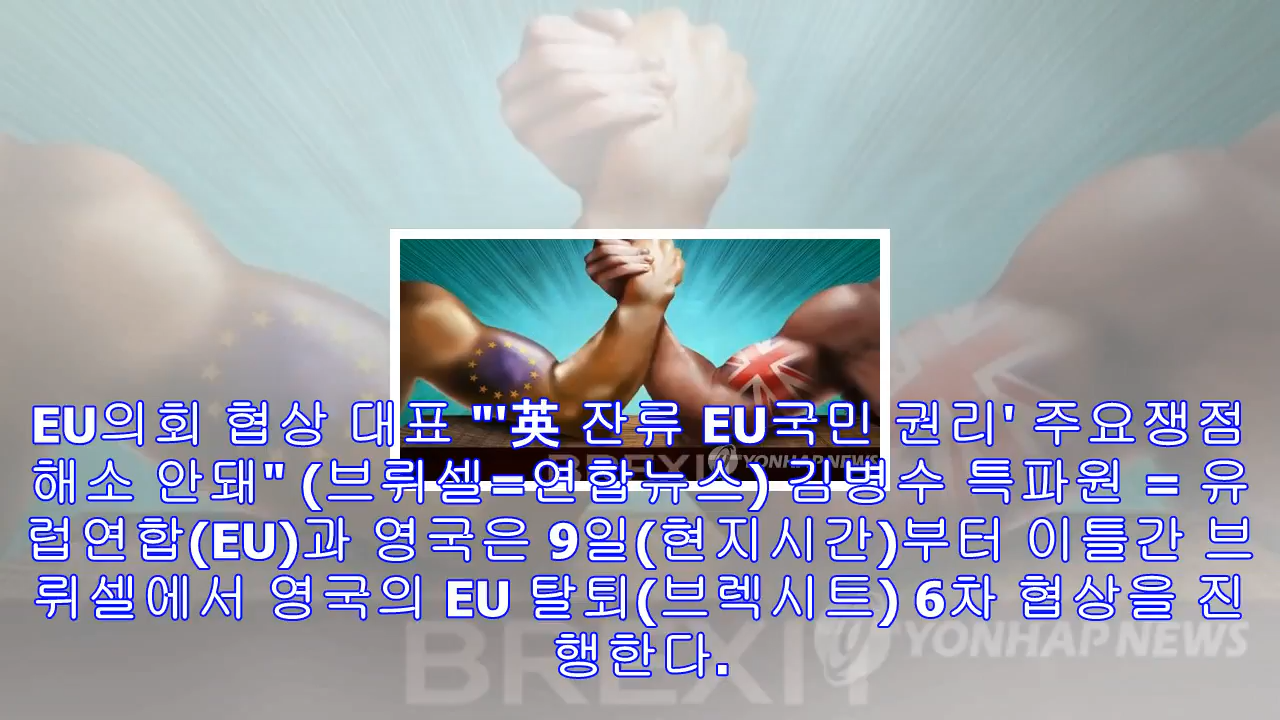 EU의회 협상 대표 "'英 잔류 EU국민 권리' 주요쟁점
해소 안돼" (브뤼셀=연합뉴스) 김병수 특파원 = 유
럽연합(EU)과 영국은 9일(현지시간)부터 이틀간 브
뤼셀에서 영국의 EU 탈퇴(브렉시트) 6차 협상을 진
행한다.
BREXIT
YONHAP NEWS
BREXIT
YONHAP NEWS